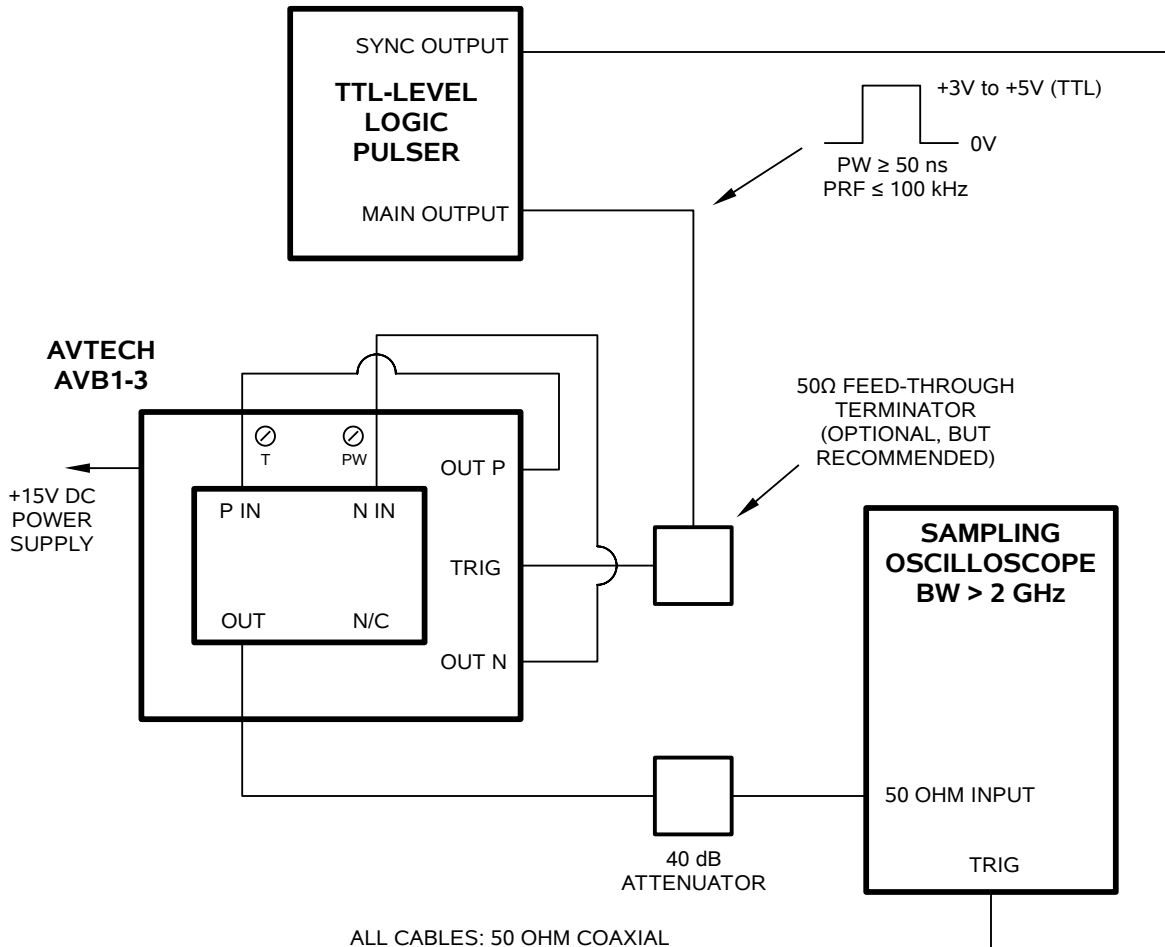 SYNC OUTPUT
TTL-LEVEL
LOGIC
PULSER
MAIN OUTPUT
+3V to +5V (TTL)
0V
PW ≥ 50 ns
PRF ≤ 100 kHz
AVTECH
AVB1-3
50Ω FEED-THROUGH
TERMINATOR
(OPTIONAL, BUT
RECOMMENDED)
+15V DC
POWER
SUPPLY
T
PW
OUT P
P IN
N IN
TRIG
OUT
N/C
OUT N
SAMPLING
OSCILLOSCOPE
BW > 2 GHz
50 OHM INPUT
TRIG
40 dB
ATTENUATOR
ALL CABLES: 50 OHM COAXIAL